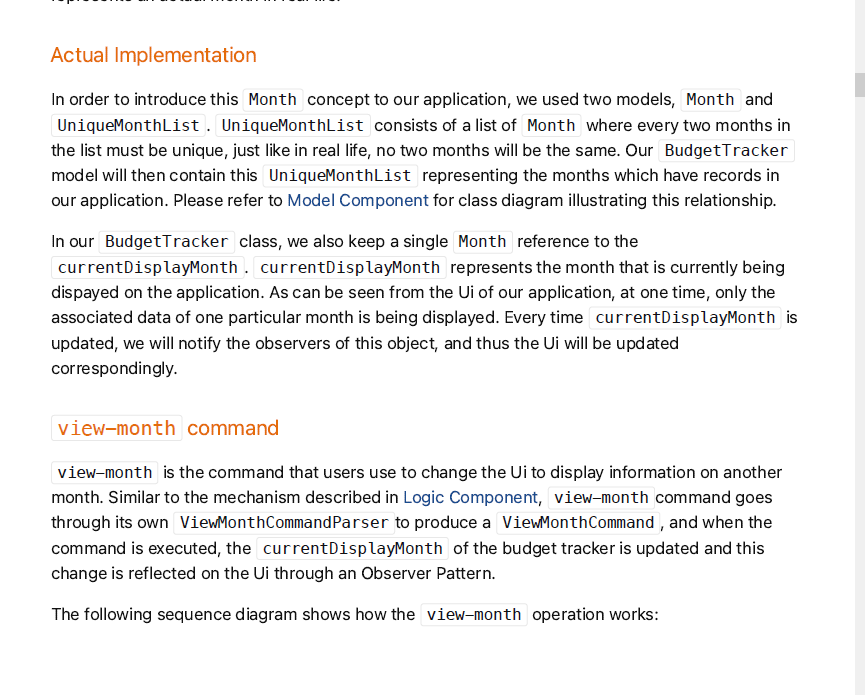 represents an actual month in real life.
Actual Implementation
In order to introduce this Month concept to our application, we used two models, Month and
UniqueMonthList. UniqueMonthList consists of a list of Month where every two months in
the list must be unique, just like in real life, no two months will be the same. Our BudgetTracker
model will then contain this UniqueMonthList representing the months which have records in
our application. Please refer to Model Component for class diagram illustrating this relationship.
In our BudgetTracker class, we also keep a single Month reference to the
currentDisplayMonth. currentDisplayMonth represents the month that is currently being
dispayed on the application. As can be seen from the Ui of our application, at one time, only the
associated data of one particular month is being displayed. Every time currentDisplayMonth is
updated, we will notify the observers of this object, and thus the Ui will be updated
correspondingly.
view-month command
view-month is the command that users use to change the Ui to display information on another
month. Similar to the mechanism described in Logic Component, view-month command goes
through its own ViewMonthCommandParser to produce a ViewMonthCommand, and when the
command is executed, the currentDisplayMonth of the budget tracker is updated and this
change is reflected on the Ui through an Observer Pattern.
The following sequence diagram shows how the view-month operation works: